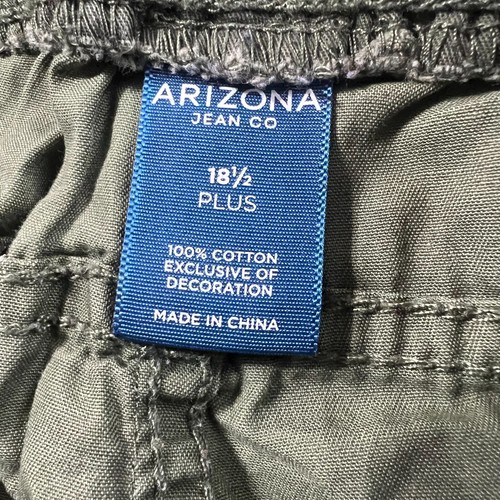 ARIZONA
JEAN CO
18½
PLUS
100% COTTON
EXCLUSIVE OF
DECORATION
MADE IN CHINA